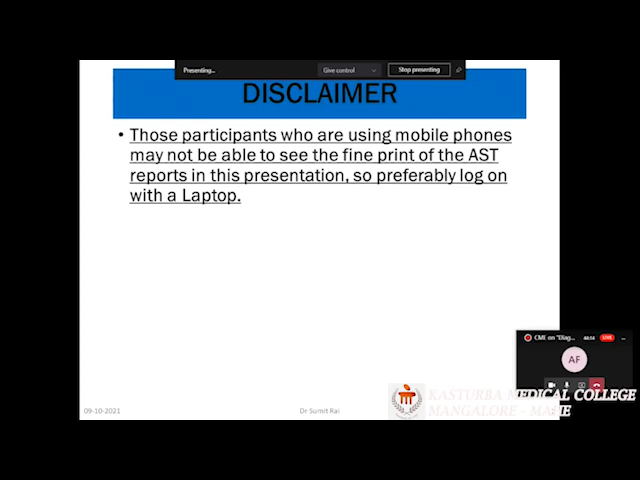 Presenting...
Give control
Stop presenting
DISCLAIMER
• Those participants who are using mobile phones
may not be able to see the fine print of the AST
reports in this presentation, so preferably log on
with a Laptop.
CME on "Diag...
44:14
LIVE
...
AF
KASTURBA MEDICAL COLLEGE
MANGALORE - MAHE
09-10-2021
Dr Sumit Rai